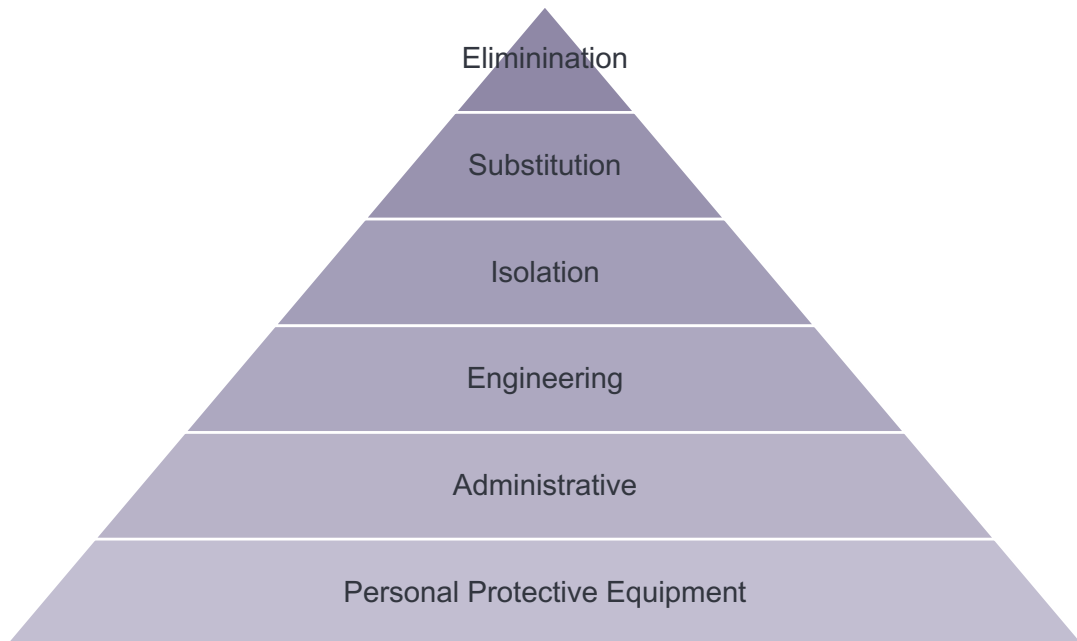 Eliminination
Substitution
Isolation
Engineering
Administrative
Personal Protective Equipment